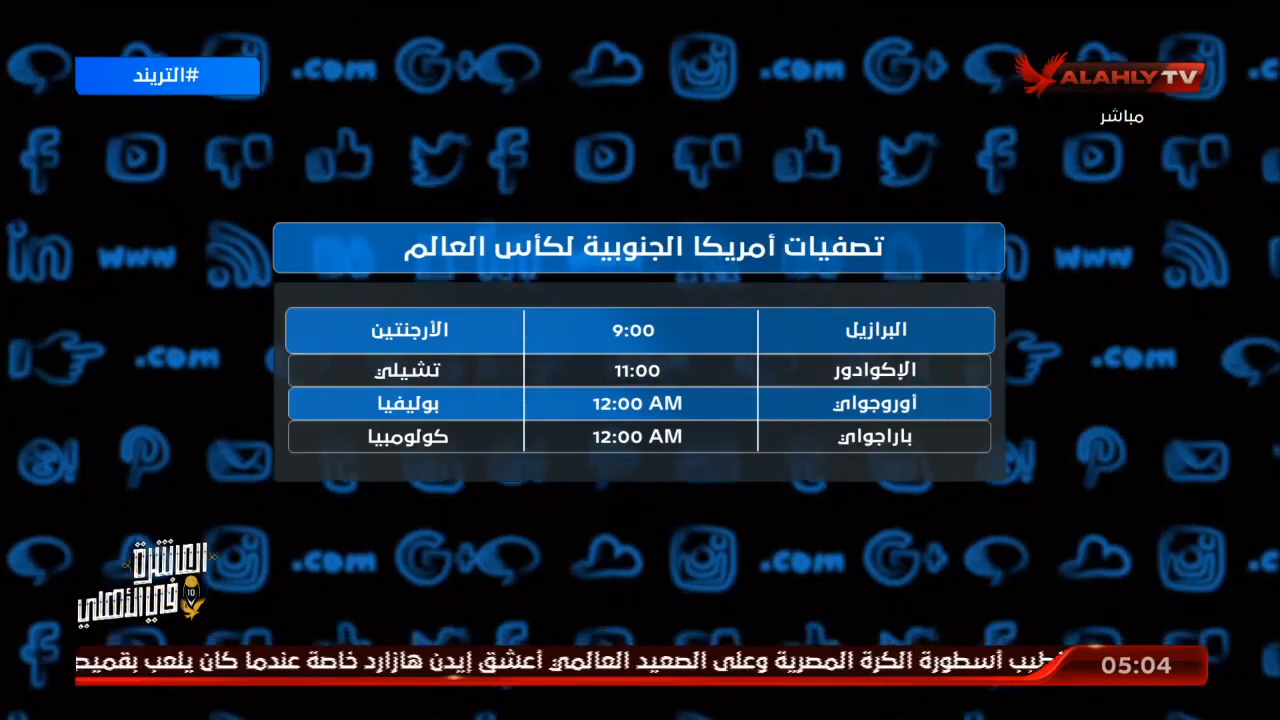 #التريند
ALAHLY TV
مباشر
تصفيات أمريكا الجنوبية لكأس العالم
البرازيل 9:00 الأرجنتين
الإكوادور 11:00 تشيلي
أوروجواي 12:00 AM بوليفيا
باراجواي 12:00 AM كولومبيا
العاشرة
في الأهلي
10
05:04
أسطورة الكرة المصرية وعلى الصعيد العالمي أعشق إيدن هازارد خاصة عندما كان يلعب